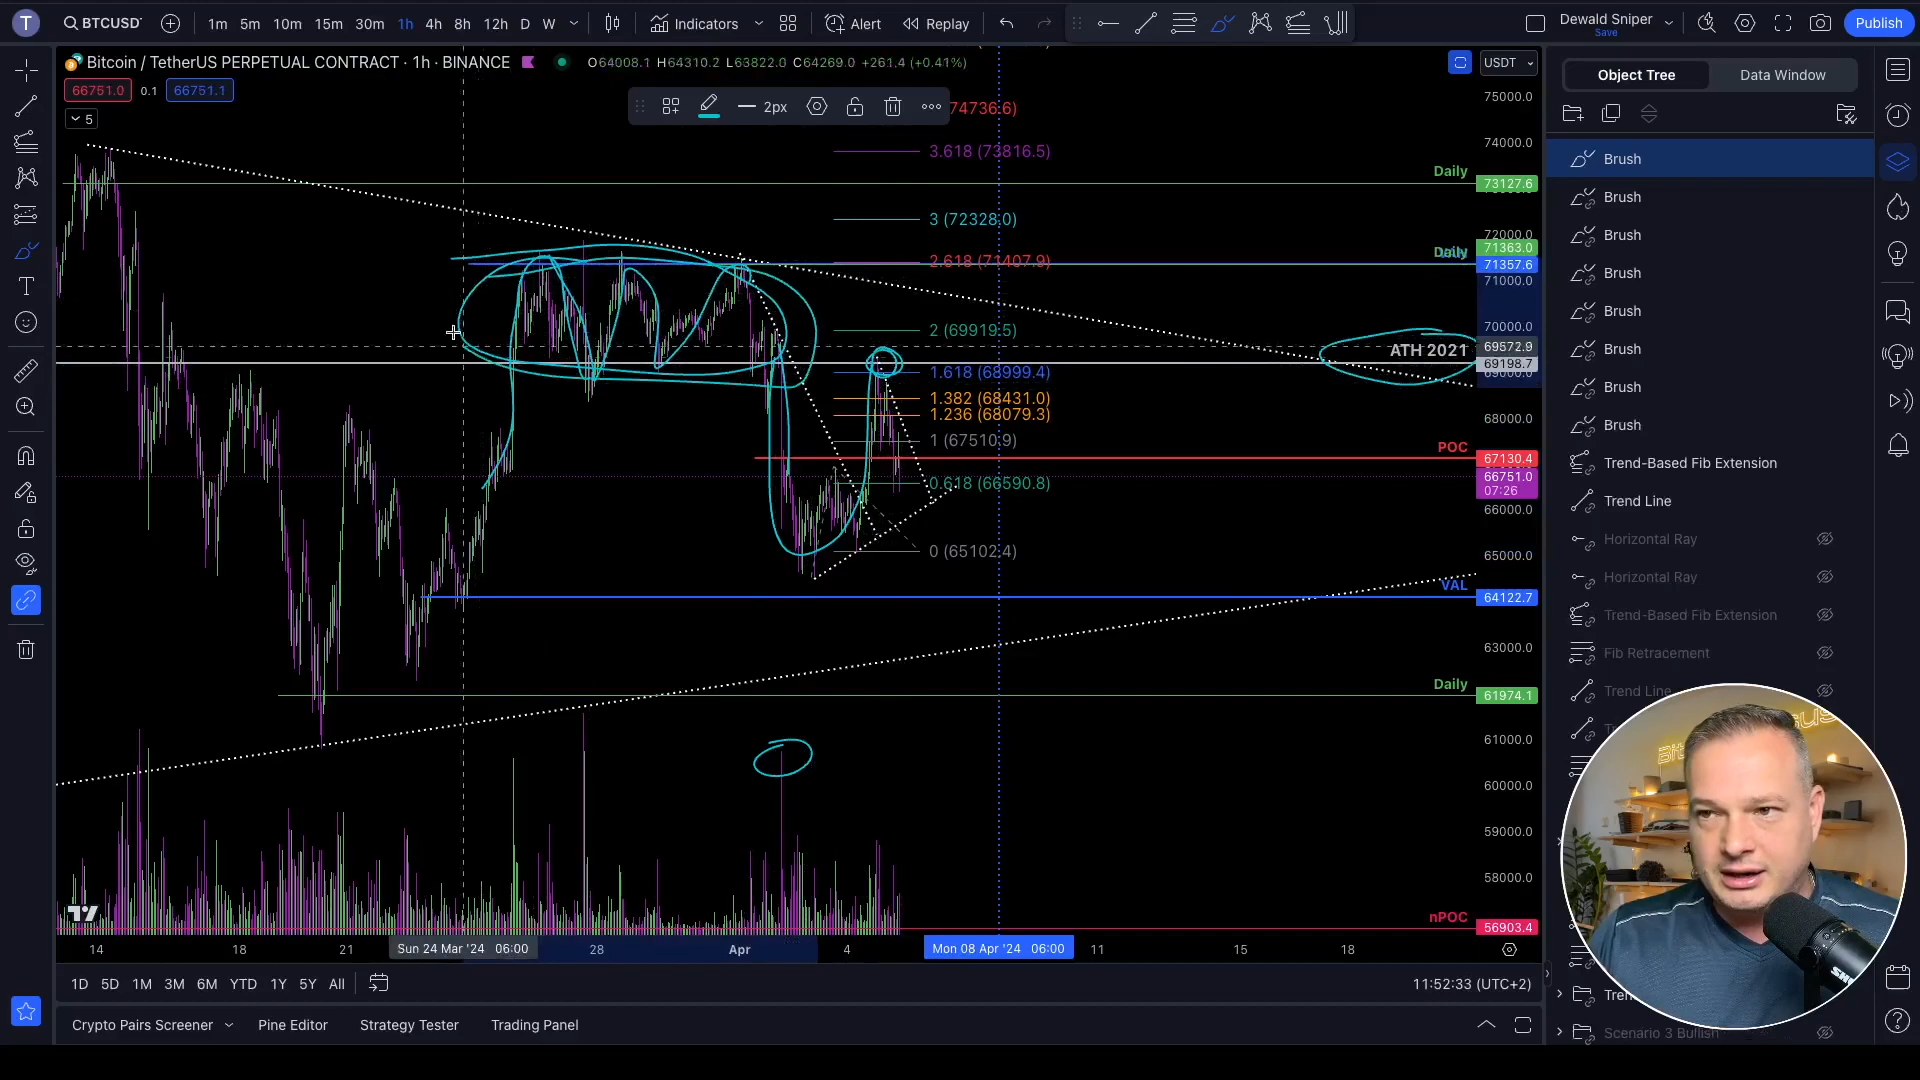 T
BTCUSDT
1m 5m 10m 15m 30m 1h 4h 8h 12h D W
Indicators
Alert
Replay
Dewald Sniper
Save
Publish
Bitcoin / TetherUS PERPETUAL CONTRACT · 1h · BINANCE
O64008.1 H64310.2 L63822.0 C64269.0 +261.4 (+0.41%)
USDT
66751.0 0.1 66751.1
5
2px
74736.6)
3.618 (73816.5)
3 (72328.0)
2.618 (71407.9)
2 (69919.5)
1.618 (68999.4)
1.382 (68431.0)
1.236 (68079.3)
1 (67510.9)
0.618 (66590.8)
0 (65102.4)
Daily
Daily
ATH 2021
POC
VAL
Daily
nPOC
75000.0
74000.0
73127.6
72000.0
71363.0
71357.6
71000.0
70000.0
69572.9
69198.7
69000.0
68000.0
67130.4
66751.0
07:26
66000.0
65000.0
64122.7
63000.0
61974.1
61000.0
60000.0
59000.0
58000.0
56903.4
14 18 21 Sun 24 Mar '24 06:00 28 Apr 4 Mon 08 Apr '24 06:00 11 15 18
1D 5D 1M 3M 6M YTD 1Y 5Y All
11:52:33 (UTC+2)
Crypto Pairs Screener
Pine Editor
Strategy Tester
Trading Panel
Object Tree
Data Window
Brush
Brush
Brush
Brush
Brush
Brush
Brush
Brush
Trend-Based Fib Extension
Trend Line
Horizontal Ray
Horizontal Ray
Trend-Based Fib Extension
Fib Retracement
Trend Line
Scenario 3 Bullish